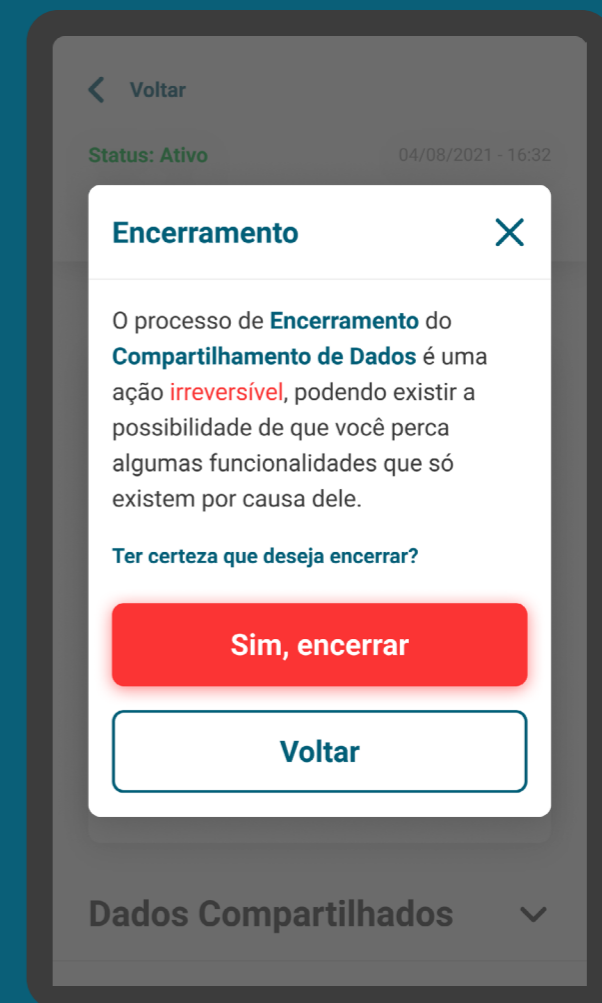 Voltar
Status: Ativo 04/08/2021 - 16:32
Encerramento
O processo de Encerramento do
Compartilhamento de Dados é uma
ação irreversível, podendo existir a
possibilidade de que você perca
algumas funcionalidades que só
existem por causa dele.
Ter certeza que deseja encerrar?
Sim, encerrar
Voltar
Dados Compartilhados